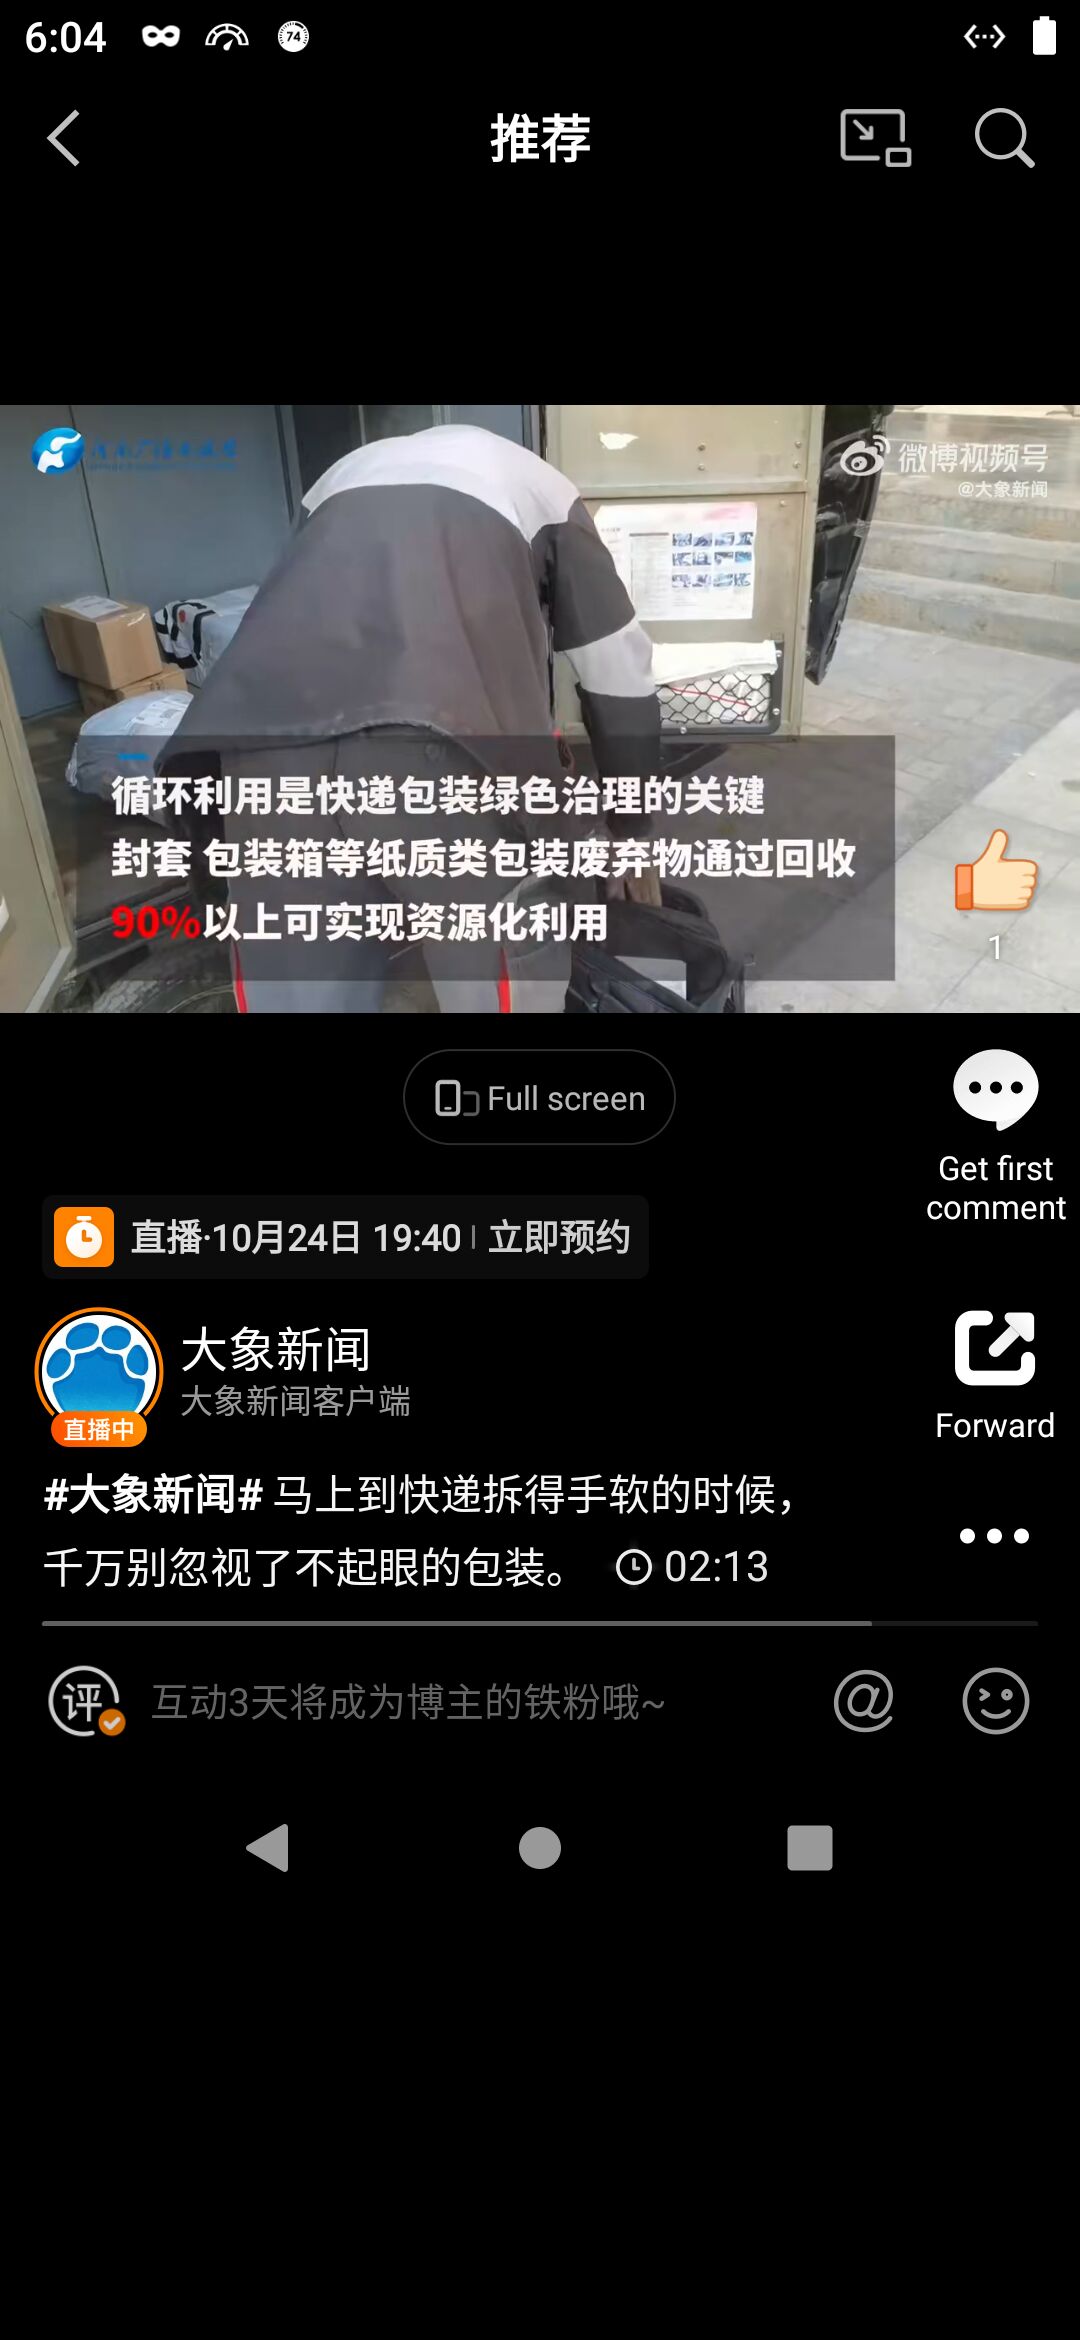 6:04
74
推荐
微博视频号
@大象新闻
循环利用是快递包装绿色治理的关键
封套 包装箱等纸质类包装废弃物通过回收
90%以上可实现资源化利用
1
Full screen
Get first
comment
直播·10月24日 19:40 | 立即预约
大象新闻
大象新闻客户端
直播中
Forward
#大象新闻# 马上到快递拆得手软的时候，
千万别忽视了不起眼的包装。 02:13
评 互动3天将成为博主的铁粉哦~